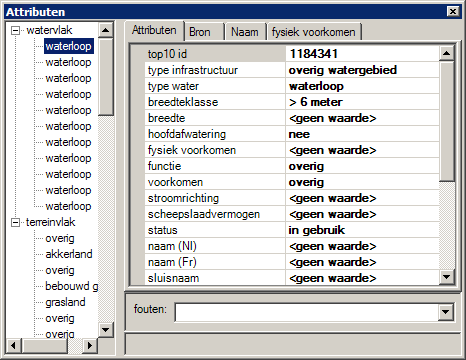 Attributen
watervlak
waterloop
waterloop
waterloop
waterloop
waterloop
waterloop
waterloop
waterloop
waterloop
waterloop
waterloop
terreinvlak
overig
akkerland
overig
bebouwd g
grasland
overig
overig
Attributen Bron Naam fysiek voorkomen
top10 id 1184341
type infrastructuur overig watergebied
type water waterloop
breedteklasse > 6 meter
breedte <geen waarde>
hoofdafwatering nee
fysiek voorkomen <geen waarde>
functie overig
voorkomen overig
stroomrichting <geen waarde>
scheepslaadvermogen <geen waarde>
status in gebruik
naam (Nl) <geen waarde>
naam (Fr) <geen waarde>
sluisnaam <geen waarde>
fouten: